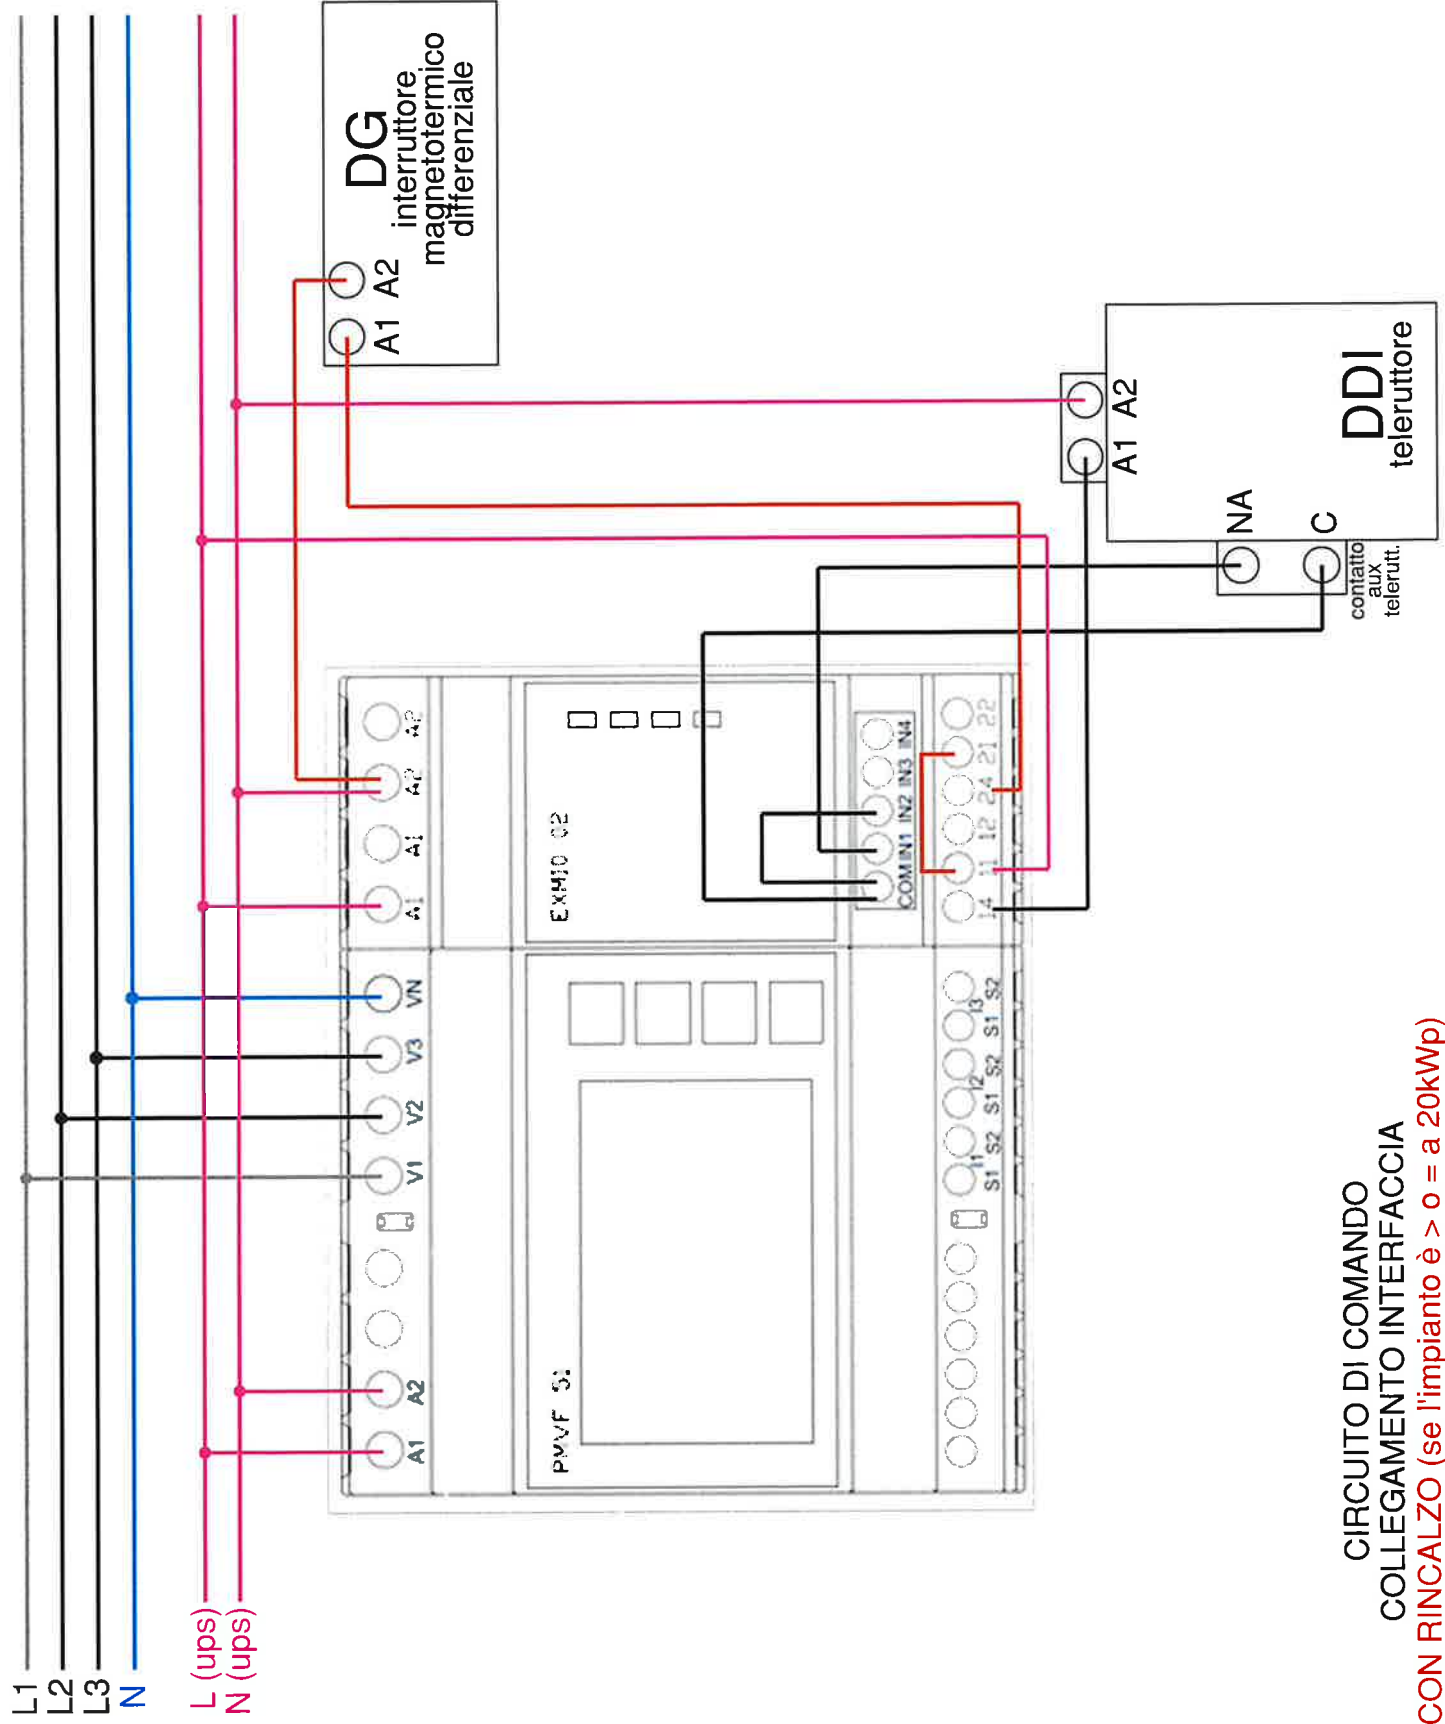 L1
L2
L3
N
L (ups)
N (ups)
DG
interruttore
magnetotermico
differenziale
A1 A2
A1 A2 V1 V2 V3 VN A1 A1 A2 A2
PMVF 51
EXM10 02
COM IN1 IN2 IN3 IN4
S1 I1 S2 S1 I2 S2 S1 I3 S2
14 11 12 24 21 22
A1 A2
NA
C
contatto
aux
telerutt.
DDI
teleruttore
CIRCUITO DI COMANDO
COLLEGAMENTO INTERFACCIA
CON RINCALZO (se l'impianto è > o = a 20kWp)